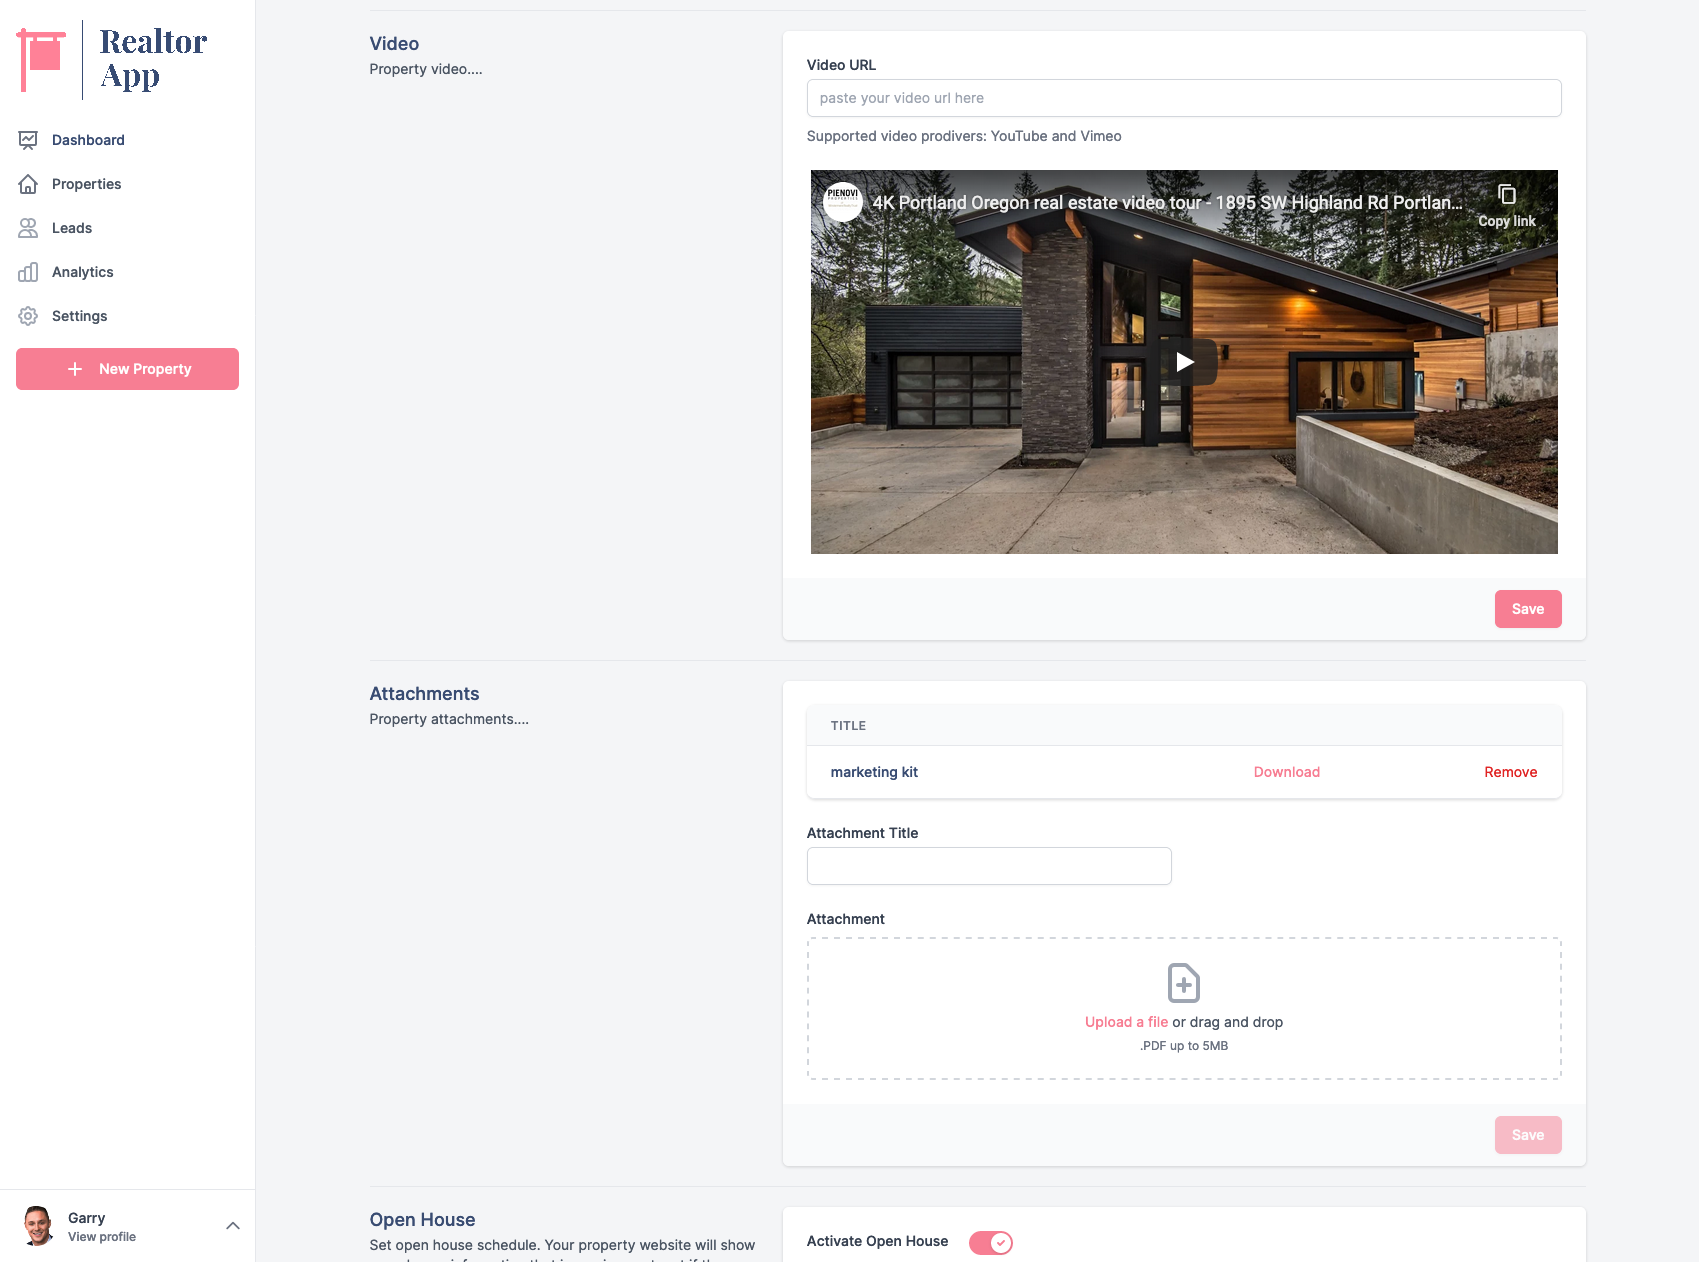 Realtor
App
Dashboard
Properties
Leads
Analytics
Settings
New Property
Garry
View profile
Video
Property video....
Video URL
paste your video url here
Supported video prodivers: YouTube and Vimeo
PIENOVI
PROPERTIES
4K Portland Oregon real estate video tour - 1895 SW Highland Rd Portlan...
Copy link
Save
Attachments
Property attachments....
TITLE
marketing kit
Download
Remove
Attachment Title
Attachment
Upload a file or drag and drop
.PDF up to 5MB
Save
Open House
Set open house schedule. Your property website will show
Activate Open House